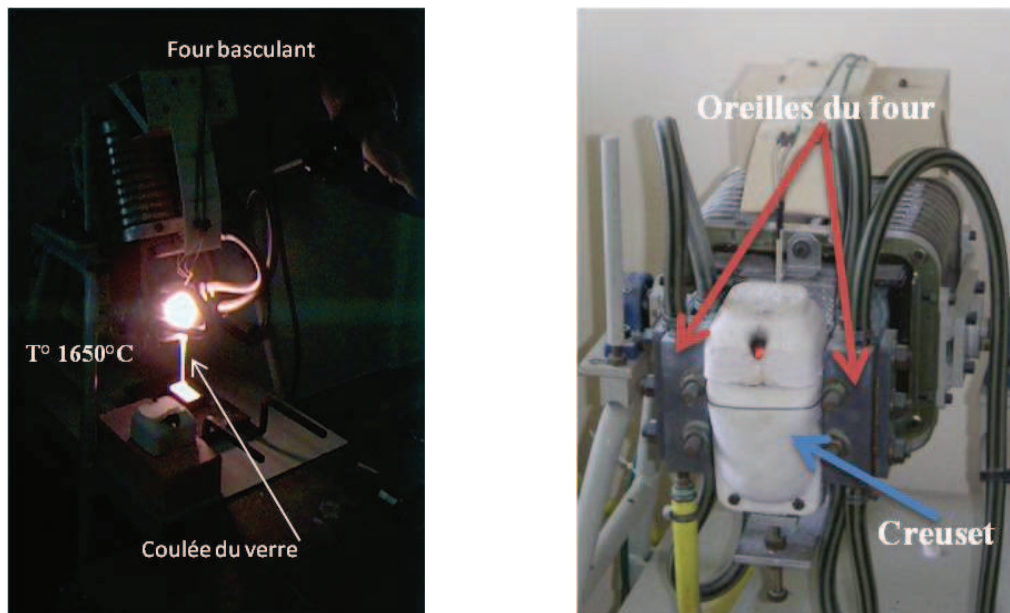 Four basculant
T° 1650°C
Coulée du verre
Oreilles du four
Creuset